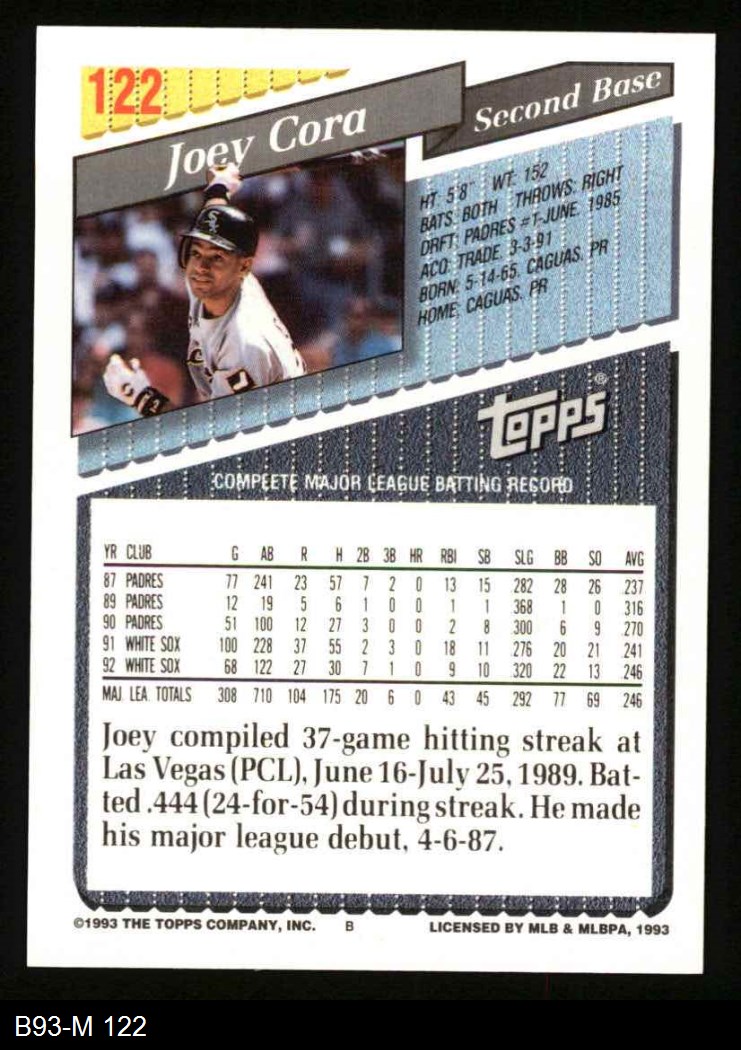 122
Joey Cora
Second Base
HT: 5'8" WT: 152
BATS: BOTH THROWS: RIGHT
DRFT: PADRES #1-JUNE, 1985
ACQ: TRADE, 3-3-91
BORN: 5-14-65, CAGUAS, PR
HOME: CAGUAS, PR
Topps®
COMPLETE MAJOR LEAGUE BATTING RECORD
YR CLUB G AB R H 2B 3B HR RBI SB SLG BB SO AVG
87 PADRES 77 241 23 57 7 2 0 13 15 .282 28 26 .237
89 PADRES 12 19 5 6 1 0 0 1 1 .368 1 0 .316
90 PADRES 51 100 12 27 3 0 0 2 8 .300 6 9 .270
91 WHITE SOX 100 228 37 55 2 3 0 18 11 .276 20 21 .241
92 WHITE SOX 68 122 27 30 7 1 0 9 10 .320 22 13 .246
MAJ. LEA. TOTALS 308 710 104 175 20 6 0 43 45 .292 77 69 .246
Joey compiled 37-game hitting streak at
Las Vegas (PCL), June 16-July 25, 1989. Bat-
ted .444 (24-for-54) during streak. He made
his major league debut, 4-6-87.
©1993 THE TOPPS COMPANY, INC. B LICENSED BY MLB & MLBPA, 1993
B93-M 122